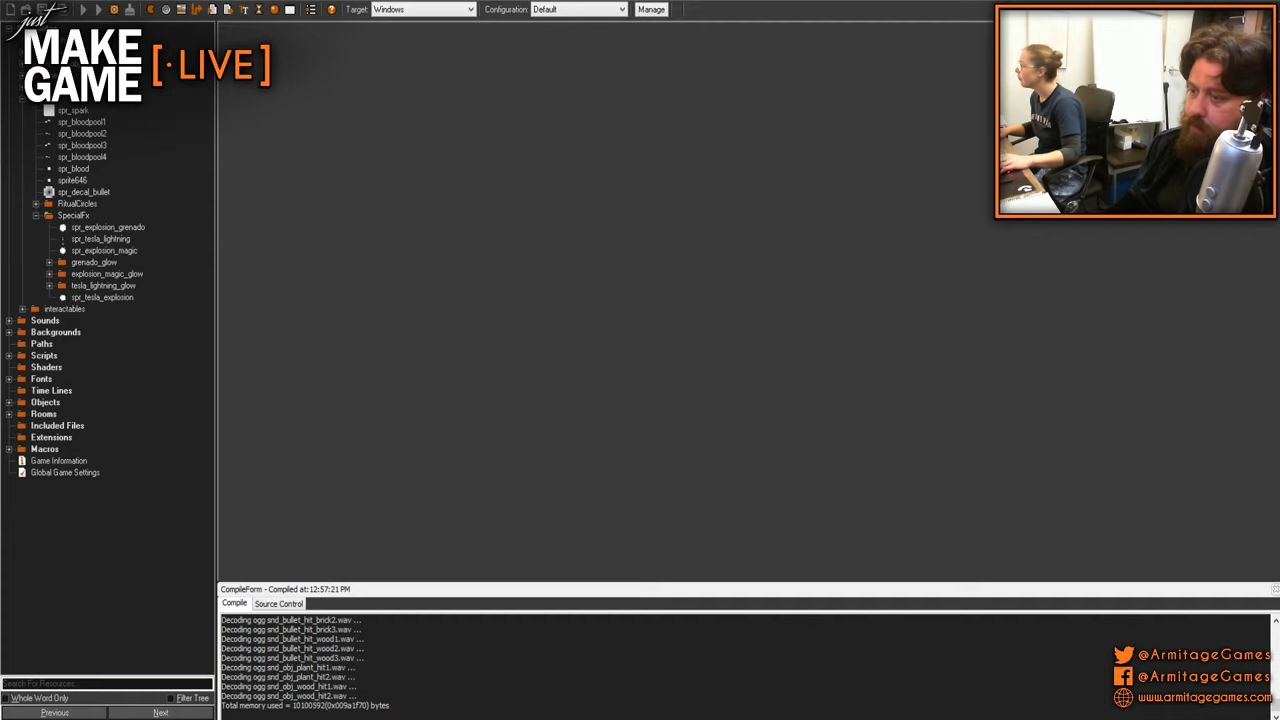 just
MAKE
GAME
[· LIVE]
Target:
Windows
Configuration:
Default
Manage
spr_spark
spr_bloodpool1
spr_bloodpool2
spr_bloodpool3
spr_bloodpool4
spr_blood
sprite646
spr_decal_bullet
RitualCircles
SpecialFx
spr_explosion_grenado
spr_tesla_lightning
spr_explosion_magic
grenado_glow
explosion_magic_glow
tesla_lightning_glow
spr_tesla_explosion
interactables
Sounds
Backgrounds
Paths
Scripts
Shaders
Fonts
Time Lines
Objects
Rooms
Included Files
Extensions
Macros
Game Information
Global Game Settings
Search For Resources...
Whole Word Only
Filter Tree
Previous
Next
CompileForm - Compiled at: 12:57:21 PM
Compile
Source Control
Decoding ogg snd_bullet_hit_brick2.wav ...
Decoding ogg snd_bullet_hit_brick3.wav ...
Decoding ogg snd_bullet_hit_wood1.wav ...
Decoding ogg snd_bullet_hit_wood2.wav ...
Decoding ogg snd_bullet_hit_wood3.wav ...
Decoding ogg snd_obj_plant_hit1.wav ...
Decoding ogg snd_obj_plant_hit2.wav ...
Decoding ogg snd_obj_wood_hit1.wav ...
Decoding ogg snd_obj_wood_hit2.wav ...
Total memory used = 10100592(0x009a1f70) bytes
@ArmitageGames
@ArmitageGames
www.armitagegames.com